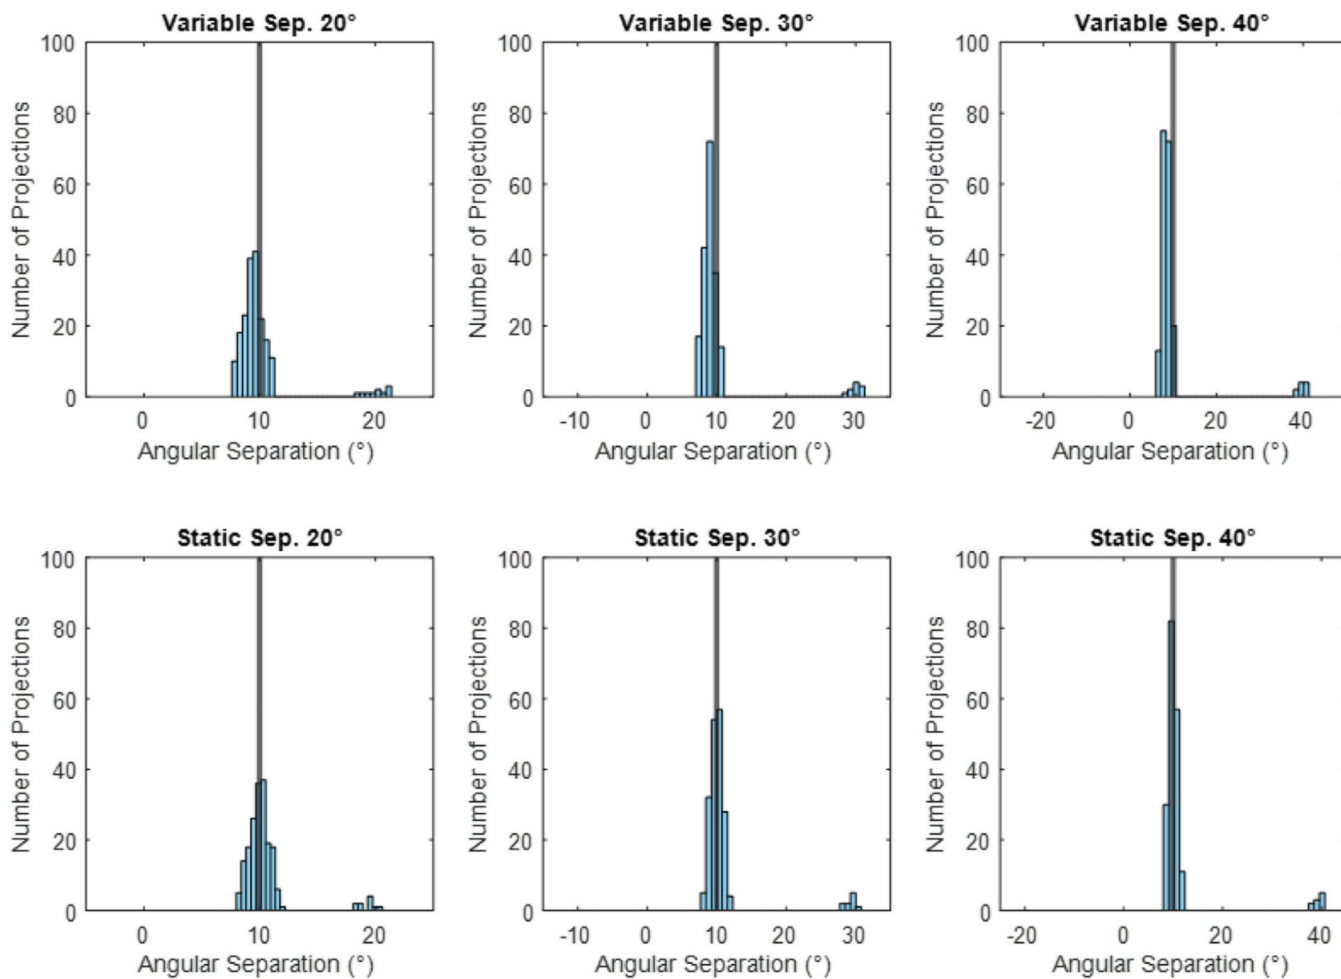 Variable Sep. 20°
100
80
60
40
20
0
Number of Projections
0 10 20
Angular Separation (°)
Variable Sep. 30°
100
80
60
40
20
0
Number of Projections
-10 0 10 20 30
Angular Separation (°)
Variable Sep. 40°
100
80
60
40
20
0
Number of Projections
-20 0 20 40
Angular Separation (°)
Static Sep. 20°
100
80
60
40
20
0
Number of Projections
0 10 20
Angular Separation (°)
Static Sep. 30°
100
80
60
40
20
0
Number of Projections
-10 0 10 20 30
Angular Separation (°)
Static Sep. 40°
100
80
60
40
20
0
Number of Projections
-20 0 20 40
Angular Separation (°)